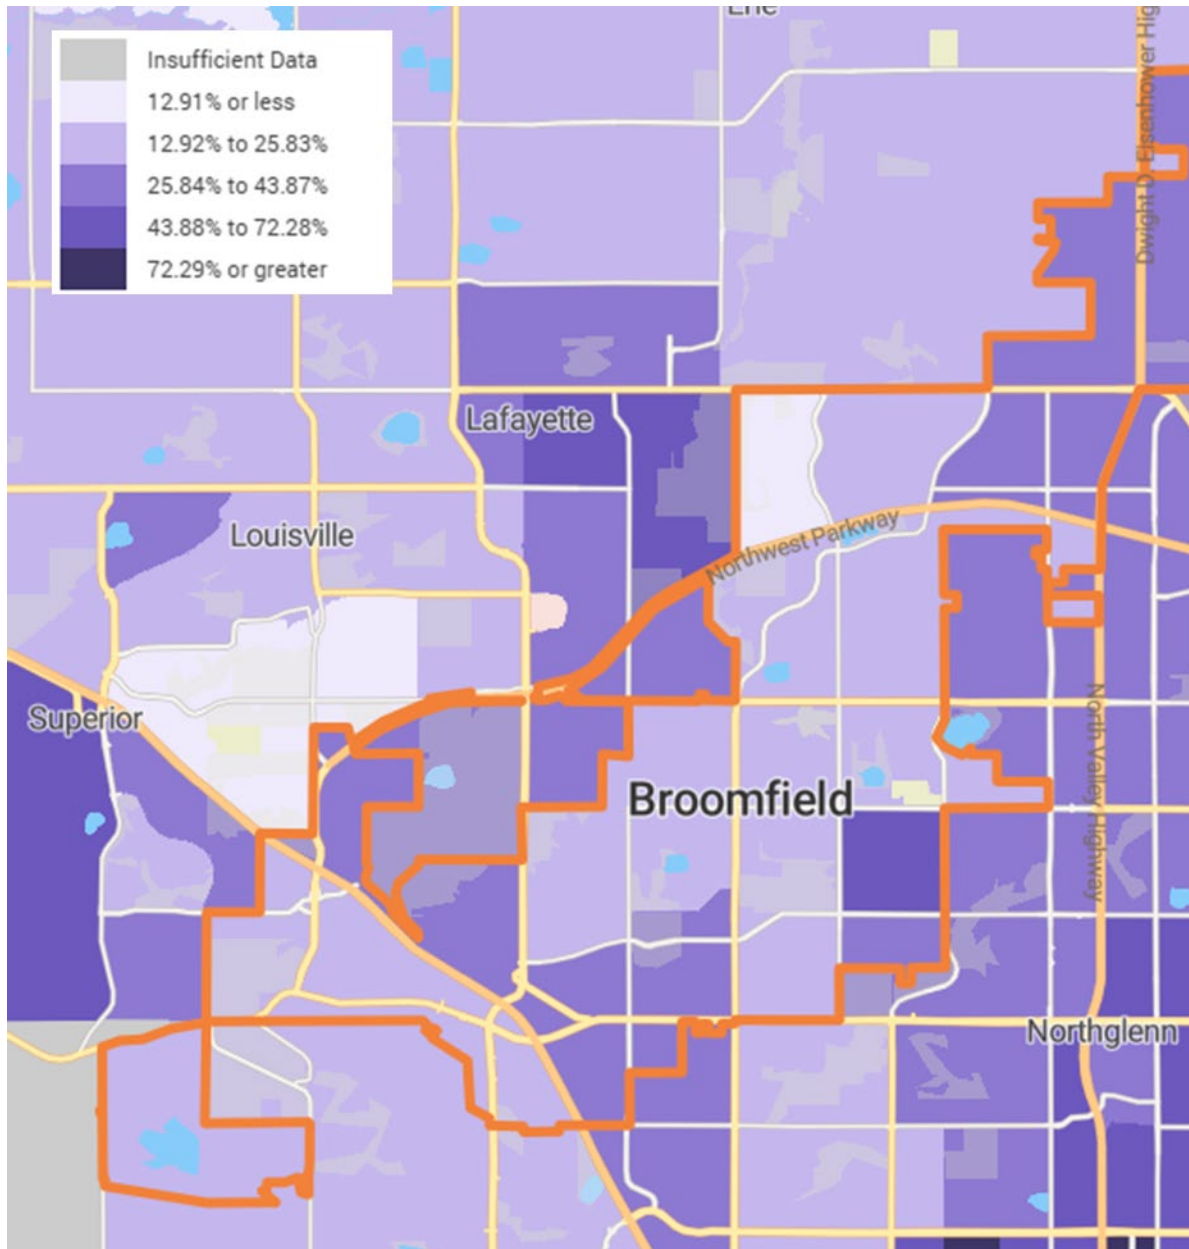 Erie
Insufficient Data
12.91% or less
12.92% to 25.83%
25.84% to 43.87%
43.88% to 72.28%
72.29% or greater
Dwight D. Eisenhower Hig
Lafayette
Louisville
Northwest Parkway
Superior
Broomfield
North Valley Highway
Northglenn